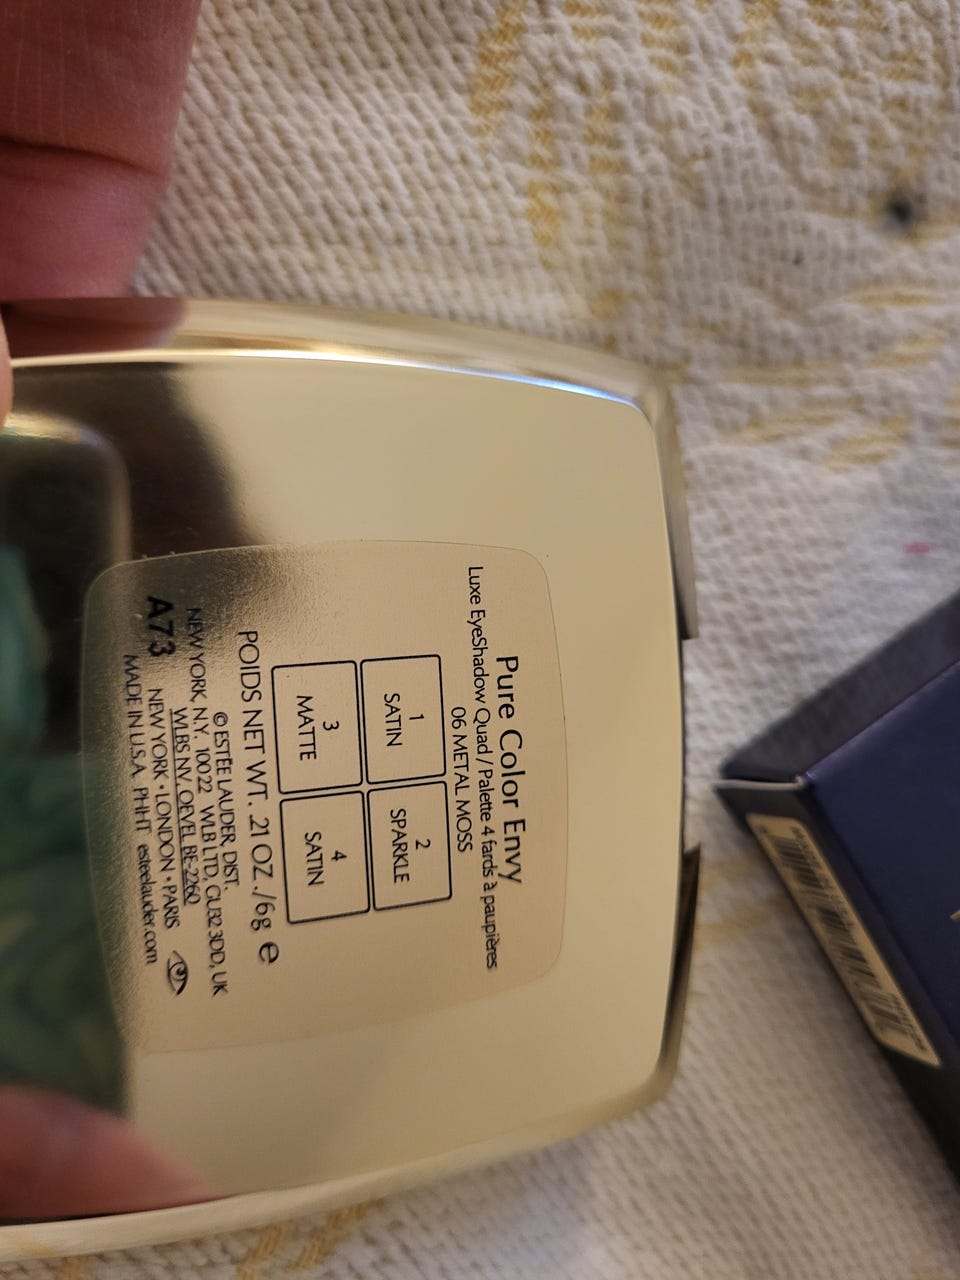 Pure Color Envy
Luxe EyeShadow Quad / Palette 4 fards à paupières
06 METAL MOSS
1
SATIN
2
SPARKLE
3
MATTE
4
SATIN
POIDS NET WT. .21 OZ./6g e
© ESTĒE LAUDER, DIST.
NEW YORK, N.Y. 10022 WLB LTD, GU32 3DD, UK
WLBS NV, OEVEL BE-2260
A73 NEW YORK • LONDON • PARIS
MADE IN U.S.A. PHHT esteelauder.com